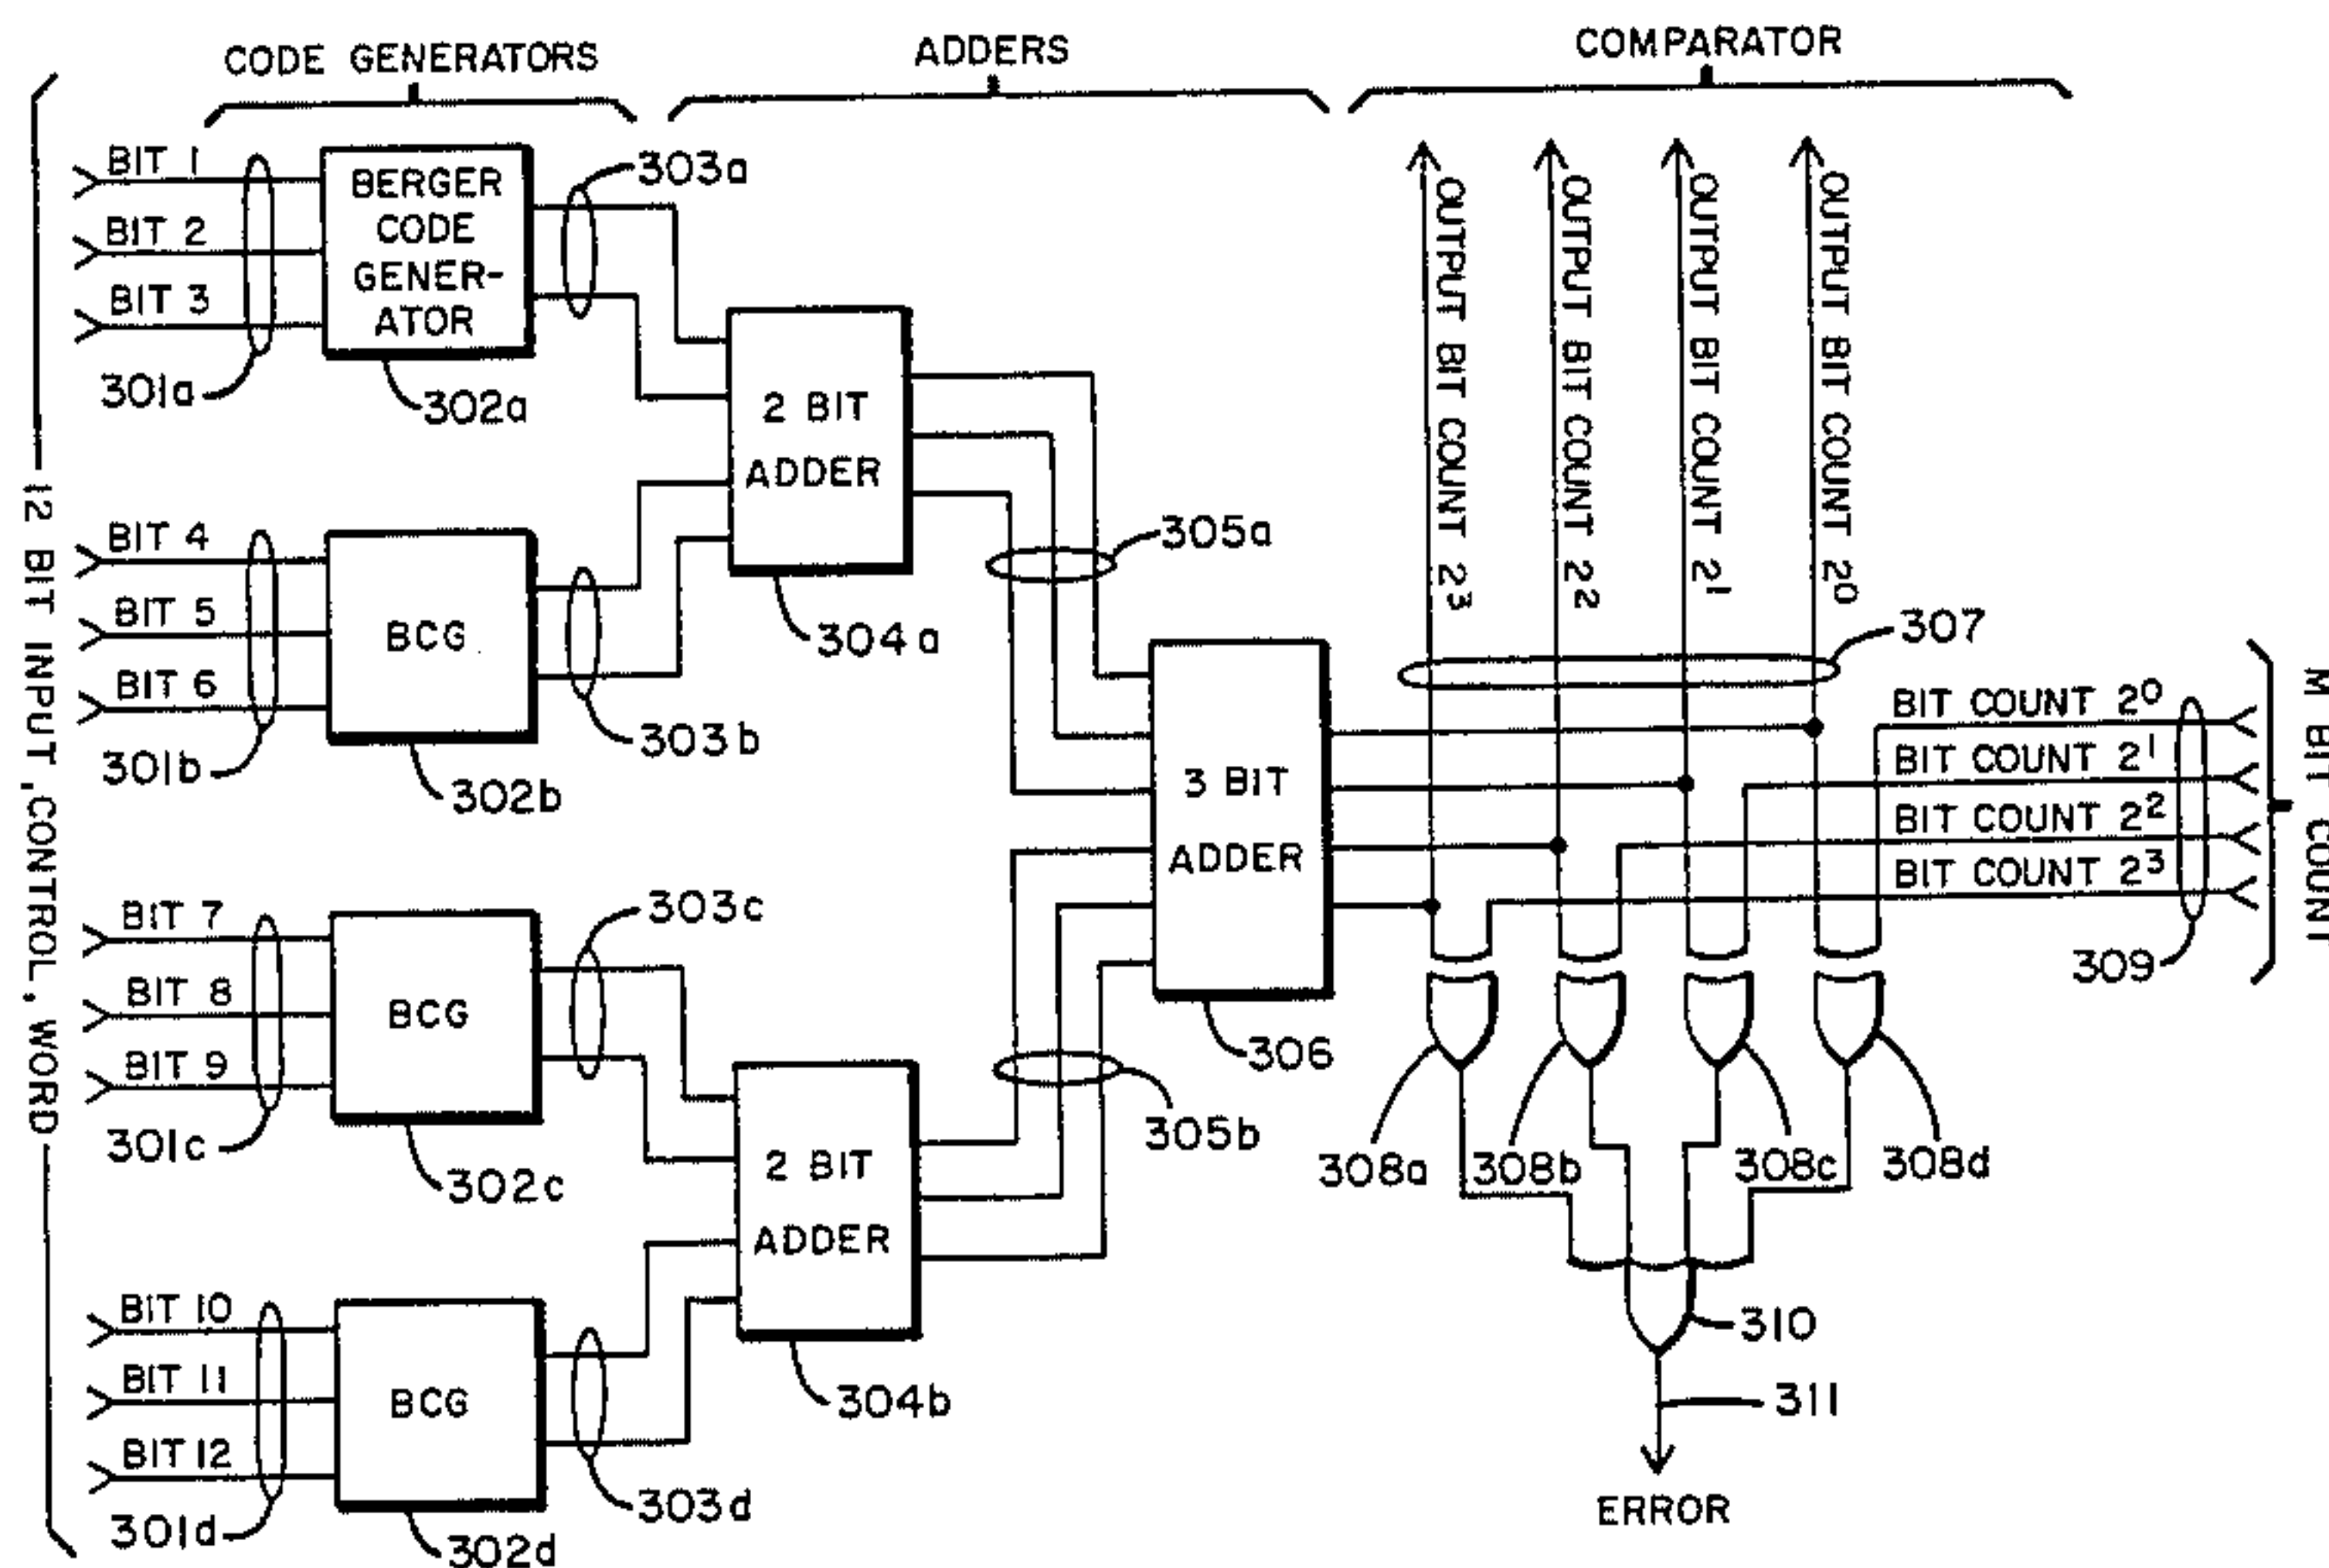 CODE GENERATORS
ADDERS
COMPARATOR
12 BIT INPUT, CONTROL, WORD
BIT 1
BIT 2
BIT 3
301a
BERGER
CODE
GENER-
ATOR
302a
303a
BIT 4
BIT 5
BIT 6
301b
BCG
302b
303b
2 BIT
ADDER
304a
305a
BIT 7
BIT 8
BIT 9
301c
BCG
302c
303c
BIT 10
BIT 11
BIT 12
301d
BCG
302d
303d
2 BIT
ADDER
304b
305b
3 BIT
ADDER
306
OUTPUT BIT COUNT 2³
OUTPUT BIT COUNT 2²
OUTPUT BIT COUNT 2¹
OUTPUT BIT COUNT 2⁰
307
BIT COUNT 2⁰
BIT COUNT 2¹
BIT COUNT 2²
BIT COUNT 2³
309
M BIT COUNT
308a
308b
308c
308d
310
311
ERROR